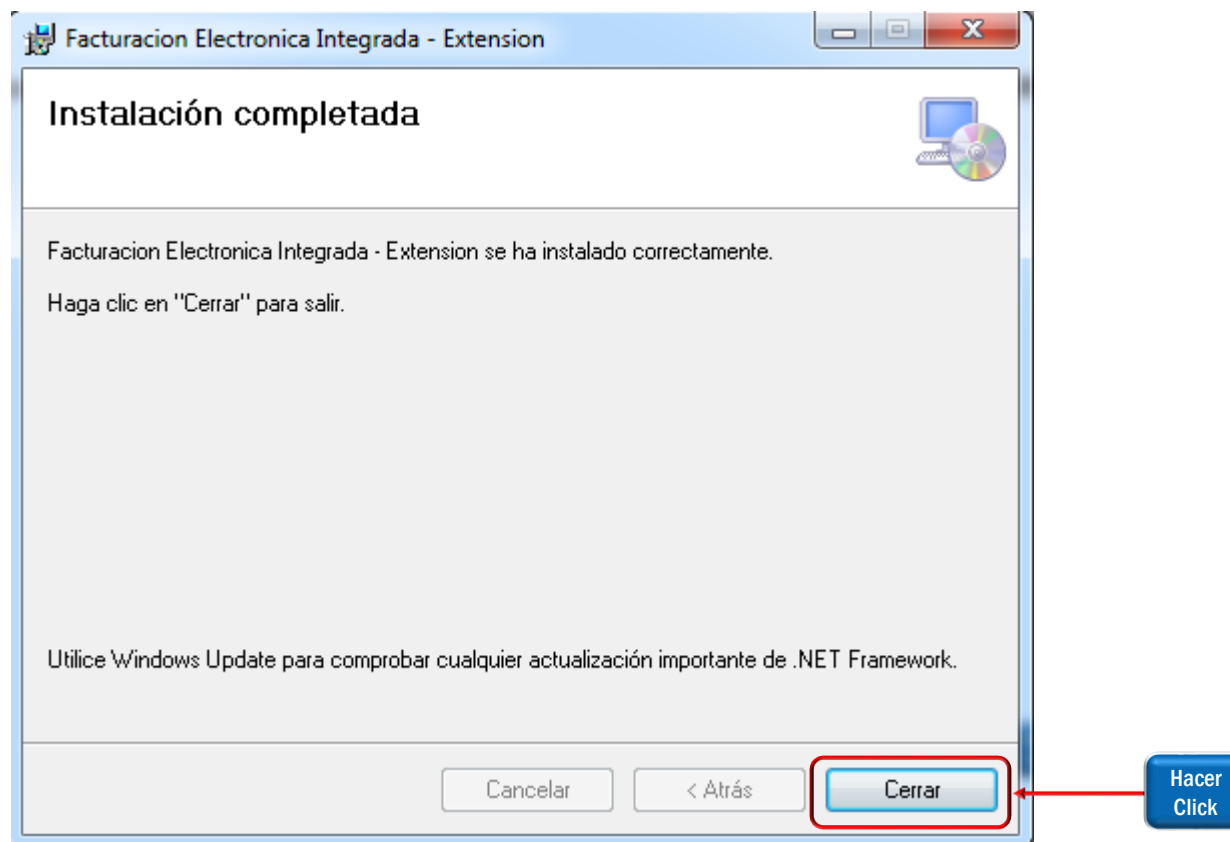 Facturacion Electronica Integrada - Extension
Instalación completada
Facturacion Electronica Integrada - Extension se ha instalado correctamente.
Haga clic en "Cerrar" para salir.
Utilice Windows Update para comprobar cualquier actualización importante de .NET Framework.
Cancelar
< Atrás
Cerrar
Hacer
Click